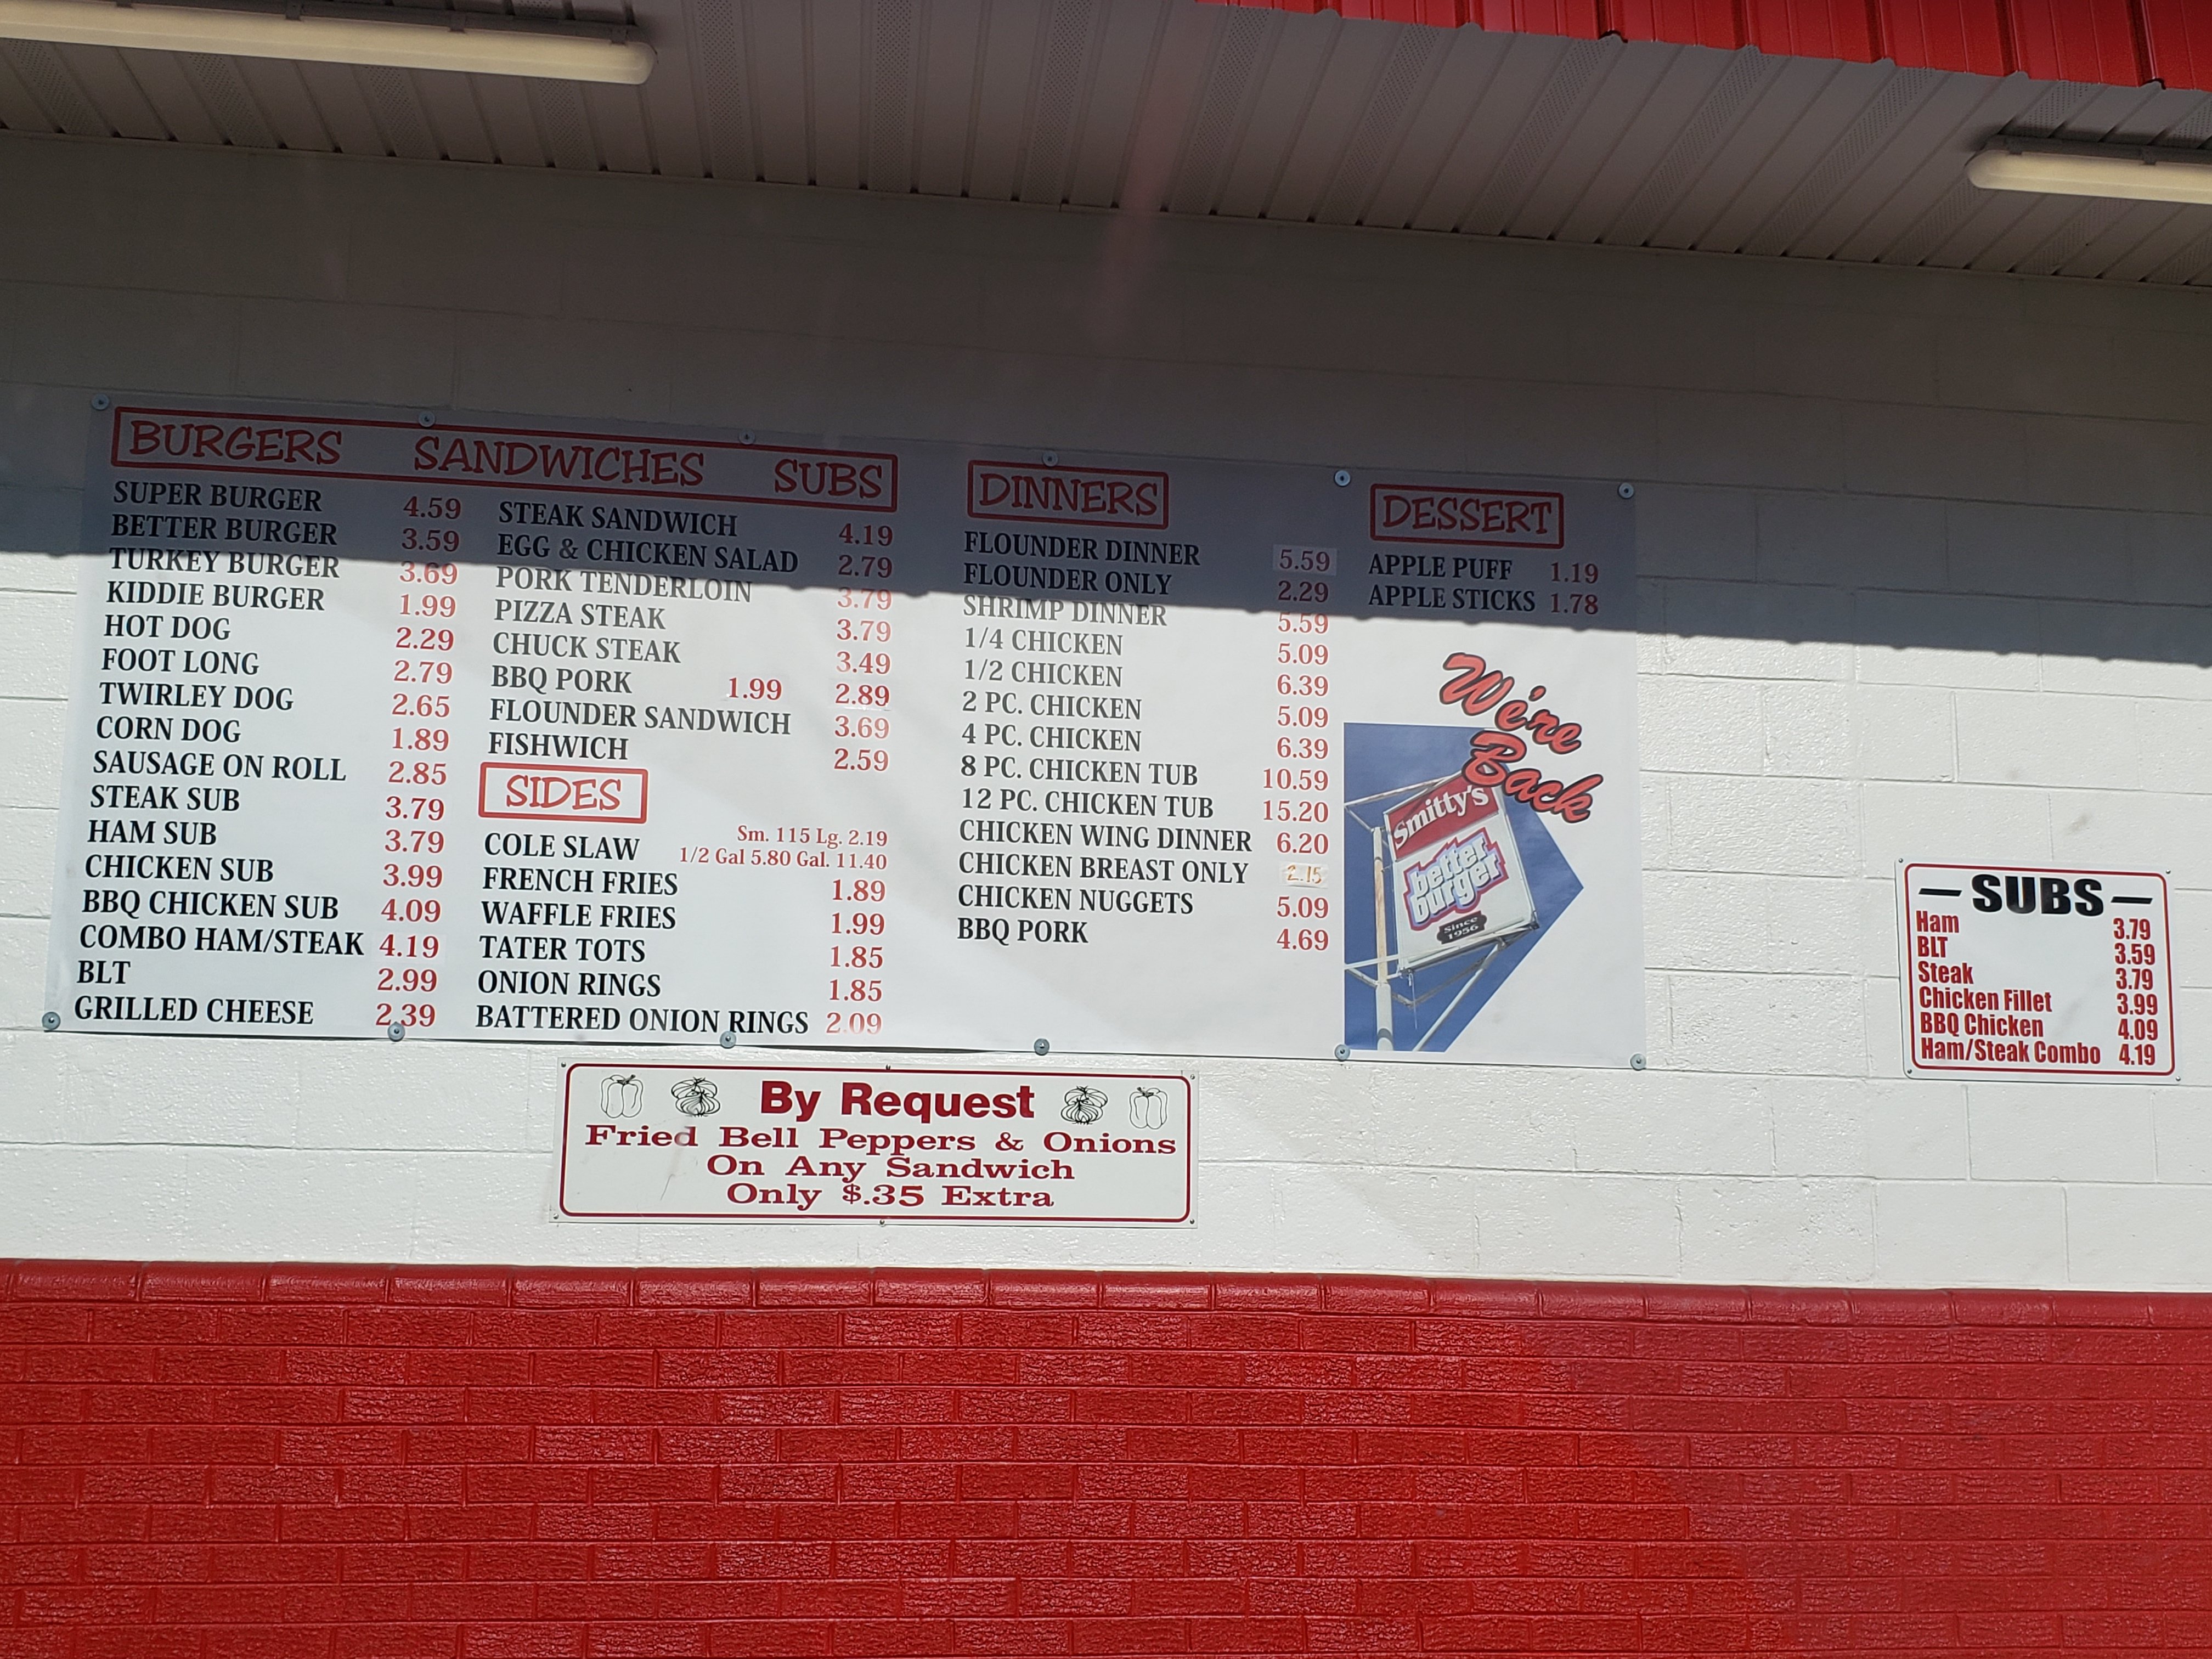 BURGERS SANDWICHES SUBS
SUPER BURGER 4.59
BETTER BURGER 3.59
TURKEY BURGER 3.69
KIDDIE BURGER 1.99
HOT DOG 2.29
FOOT LONG 2.79
TWIRLEY DOG 2.65
CORN DOG 1.89
SAUSAGE ON ROLL 2.85
STEAK SUB 3.79
HAM SUB 3.79
CHICKEN SUB 3.99
BBQ CHICKEN SUB 4.09
COMBO HAM/STEAK 4.19
BLT 2.99
GRILLED CHEESE 2.39
STEAK SANDWICH 4.19
EGG & CHICKEN SALAD 2.79
PORK TENDERLOIN 3.79
PIZZA STEAK 3.79
CHUCK STEAK 3.49
BBQ PORK 1.99 2.89
FLOUNDER SANDWICH 3.69
FISHWICH 2.59
SIDES
COLE SLAW Sm. 115 Lg. 2.19
1/2 Gal 5.80 Gal. 11.40
FRENCH FRIES 1.89
WAFFLE FRIES 1.99
TATER TOTS 1.85
ONION RINGS 1.85
BATTERED ONION RINGS 2.09
DINNERS
FLOUNDER DINNER 5.59
FLOUNDER ONLY 2.29
SHRIMP DINNER 5.59
1/4 CHICKEN 5.09
1/2 CHICKEN 6.39
2 PC. CHICKEN 5.09
4 PC. CHICKEN 6.39
8 PC. CHICKEN TUB 10.59
12 PC. CHICKEN TUB 15.20
CHICKEN WING DINNER 6.20
CHICKEN BREAST ONLY 2.15
CHICKEN NUGGETS 5.09
BBQ PORK 4.69
DESSERT
APPLE PUFF 1.19
APPLE STICKS 1.78
We're
Back
Smitty's
better
burger
Since
1956
— SUBS —
Ham 3.79
BLT 3.59
Steak 3.79
Chicken Fillet 3.99
BBQ Chicken 4.09
Ham/Steak Combo 4.19
By Request
Fried Bell Peppers & Onions
On Any Sandwich
Only $.35 Extra